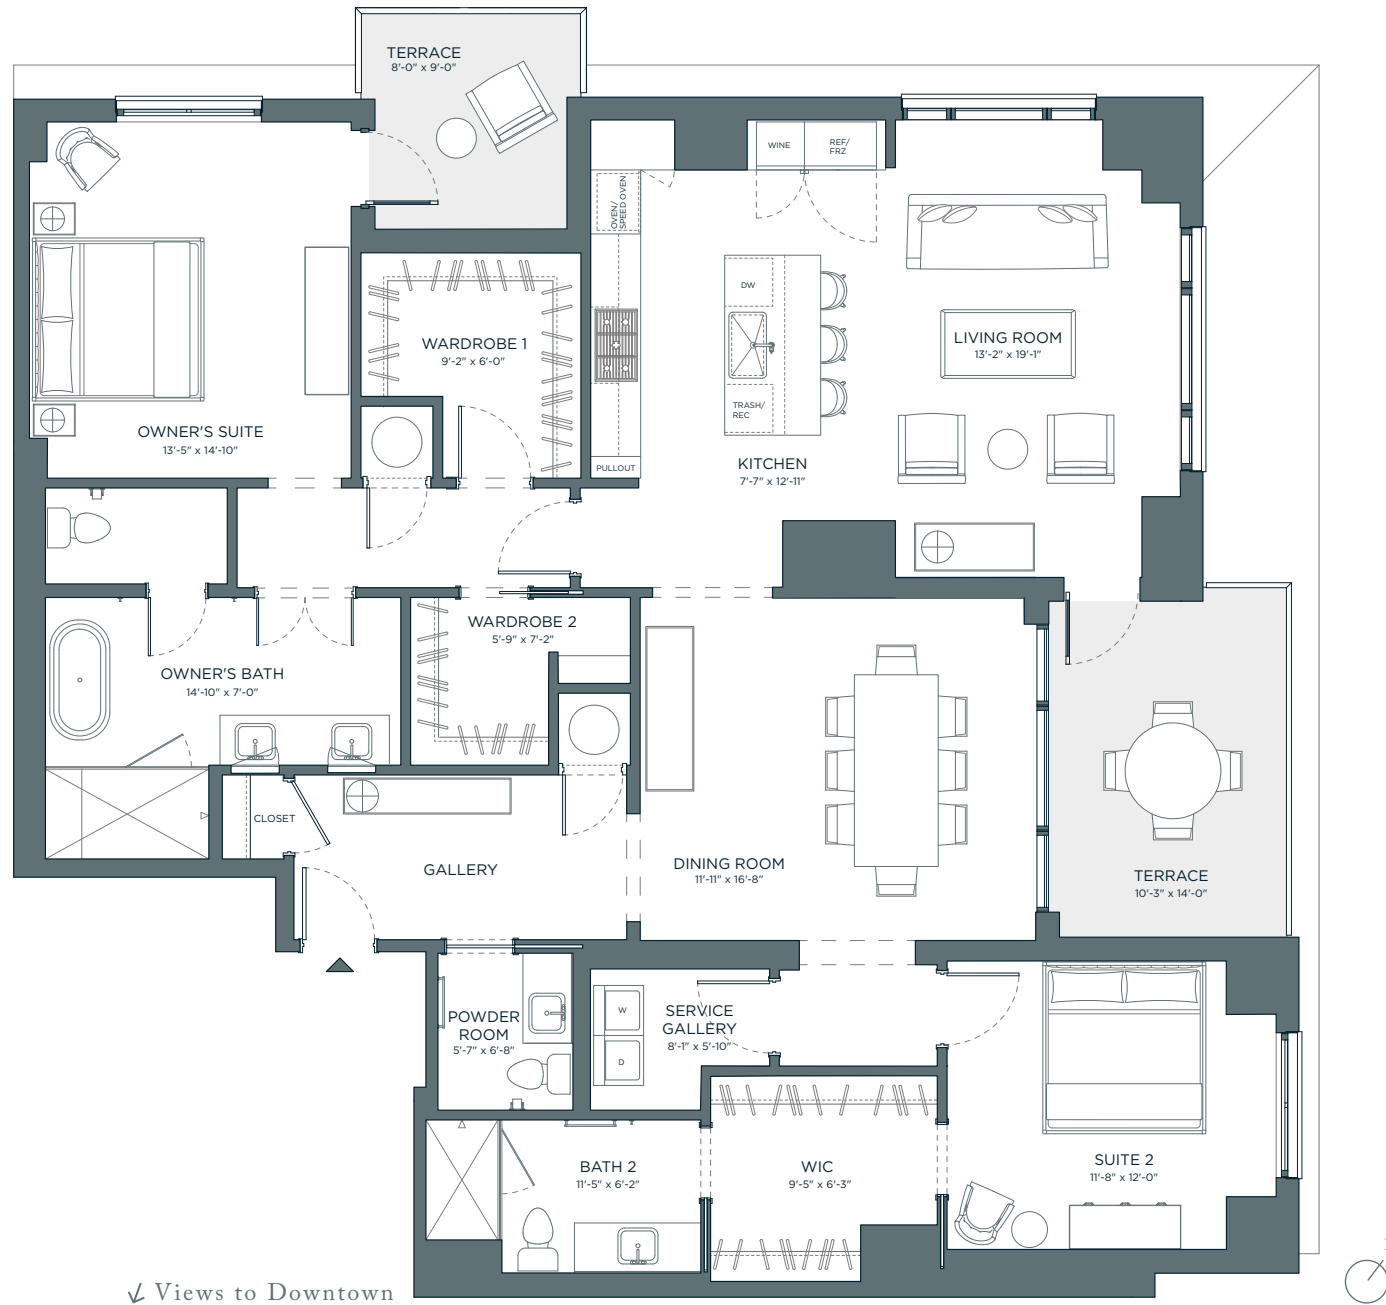 TERRACE
8'-0" x 9'-0"
WINE
REF/
FRZ
OVEN/
SPEED OVEN
DW
WARDROBE 1
9'-2" x 6'-0"
LIVING ROOM
13'-2" x 19'-1"
TRASH/
REC
OWNER'S SUITE
13'-5" x 14'-10"
PULLOUT
KITCHEN
7'-7" x 12'-11"
WARDROBE 2
5'-9" x 7'-2"
OWNER'S BATH
14'-10" x 7'-0"
CLOSET
GALLERY
DINING ROOM
11'-11" x 16'-8"
TERRACE
10'-3" x 14'-0"
POWDER
ROOM
5'-7" x 6'-8"
W
D
SERVICE
GALLERY
8'-1" x 5'-10"
BATH 2
11'-5" x 6'-2"
WIC
9'-5" x 6'-3"
SUITE 2
11'-8" x 12'-0"
Views to Downtown